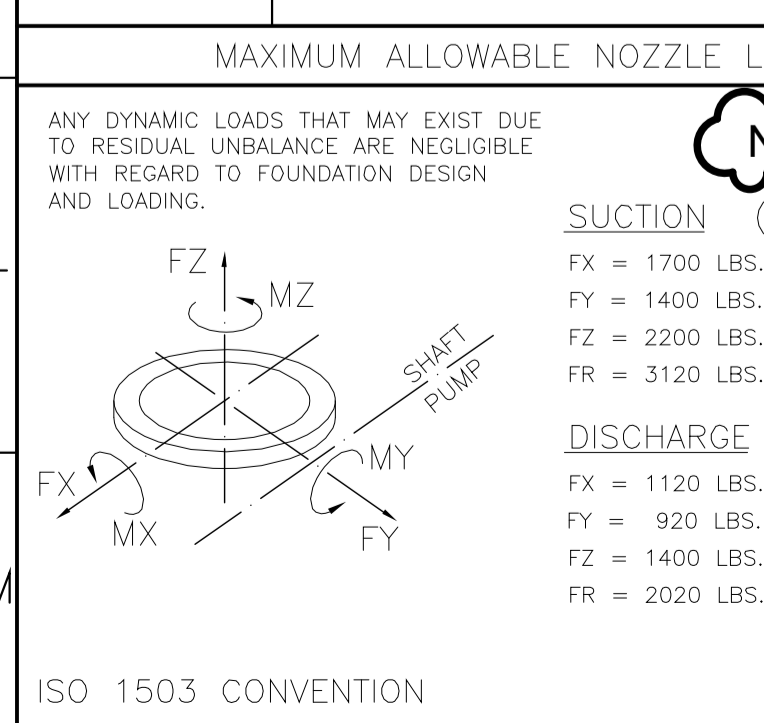 MAXIMUM ALLOWABLE NOZZLE L
ANY DYNAMIC LOADS THAT MAY EXIST DUE
TO RESIDUAL UNBALANCE ARE NEGLIGIBLE
WITH REGARD TO FOUNDATION DESIGN
AND LOADING.
SUCTION (
FX = 1700 LBS.
FY = 1400 LBS.
FZ = 2200 LBS.
FR = 3120 LBS.
DISCHARGE
FX = 1120 LBS.
FY = 920 LBS.
FZ = 1400 LBS.
FR = 2020 LBS.
FZ
MZ
SHAFT
PUMP
MY
FX
MX
FY
ISO 1503 CONVENTION